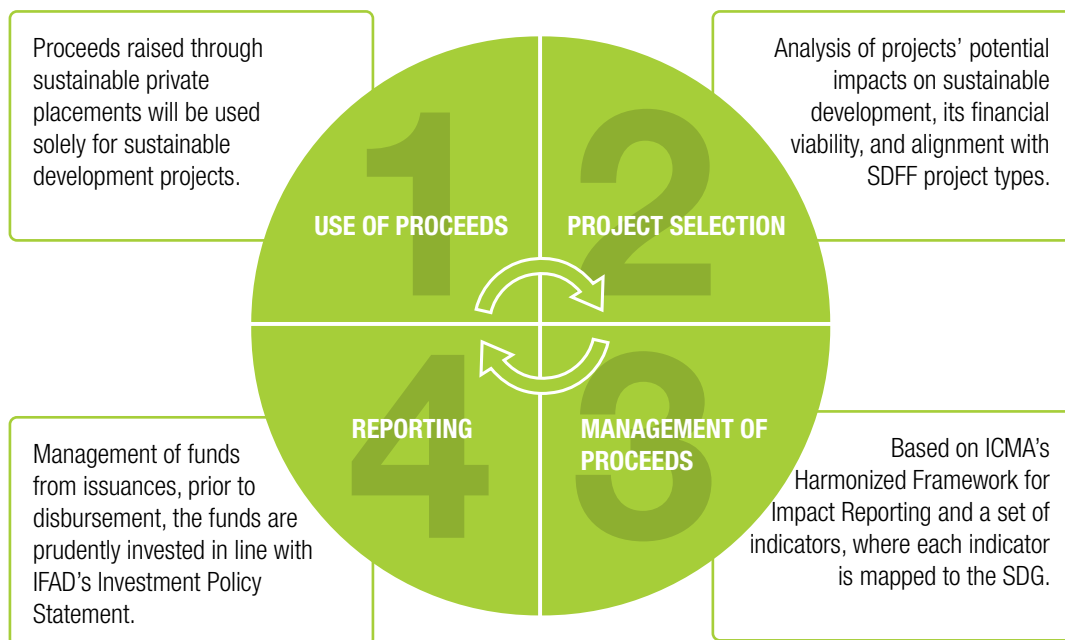 Proceeds raised through
sustainable private
placements will be used
solely for sustainable
development projects.
1
USE OF PROCEEDS
2
PROJECT SELECTION
Analysis of projects’ potential
impacts on sustainable
development, its financial
viability, and alignment with
SDFF project types.
4
REPORTING
Management of funds
from issuances, prior to
disbursement, the funds are
prudently invested in line with
IFAD’s Investment Policy
Statement.
3
MANAGEMENT OF
PROCEEDS
Based on ICMA’s
Harmonized Framework for
Impact Reporting and a set of
indicators, where each indicator
is mapped to the SDG.